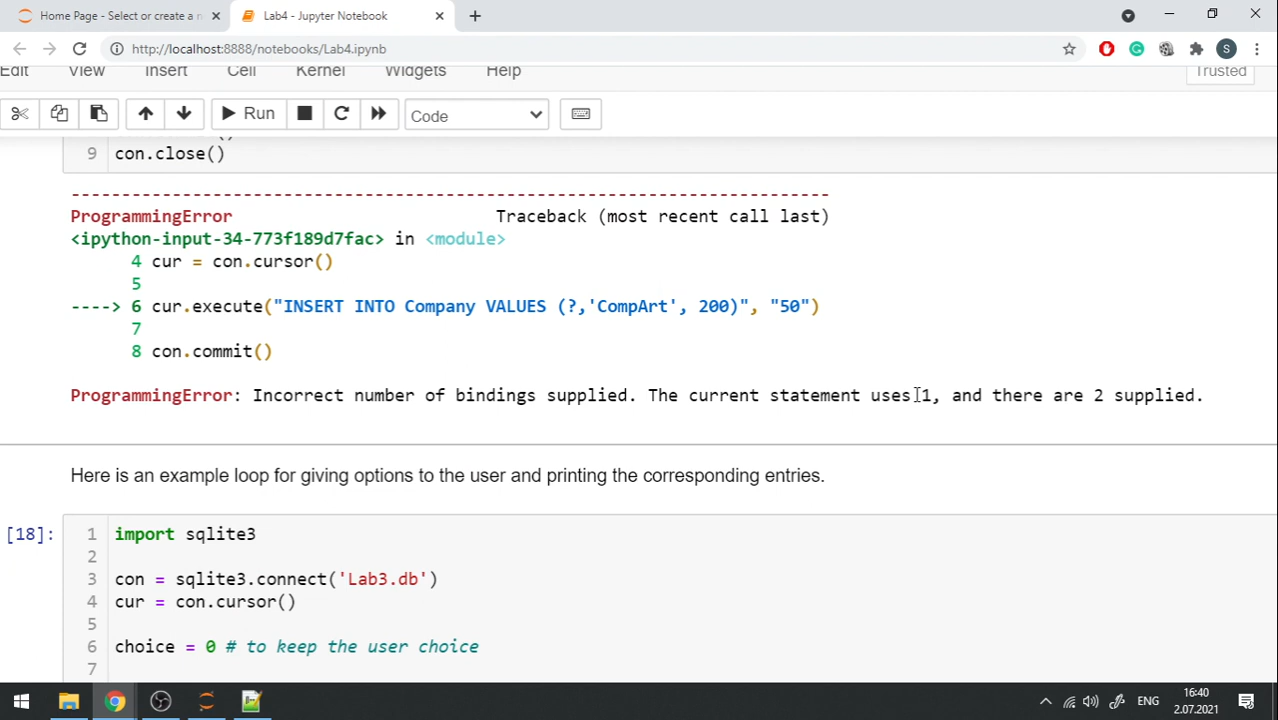 Home Page - Select or create a n
Lab4 - Jupyter Notebook
http://localhost:8888/notebooks/Lab4.ipynb
S
Edit View Insert Cell Kernel Widgets Help
Trusted
Run
Code
9 con.close()
---------------------------------------------------------------------------
ProgrammingError Traceback (most recent call last)
<ipython-input-34-773f189d7fac> in <module>
4 cur = con.cursor()
5
----> 6 cur.execute("INSERT INTO Company VALUES (?,'CompArt', 200)", "50")
7
8 con.commit()
ProgrammingError: Incorrect number of bindings supplied. The current statement uses 1, and there are 2 supplied.
Here is an example loop for giving options to the user and printing the corresponding entries.
[18]:
1 import sqlite3
2
3 con = sqlite3.connect('Lab3.db')
4 cur = con.cursor()
5
6 choice = 0 # to keep the user choice
7
ENG
16:40
2.07.2021